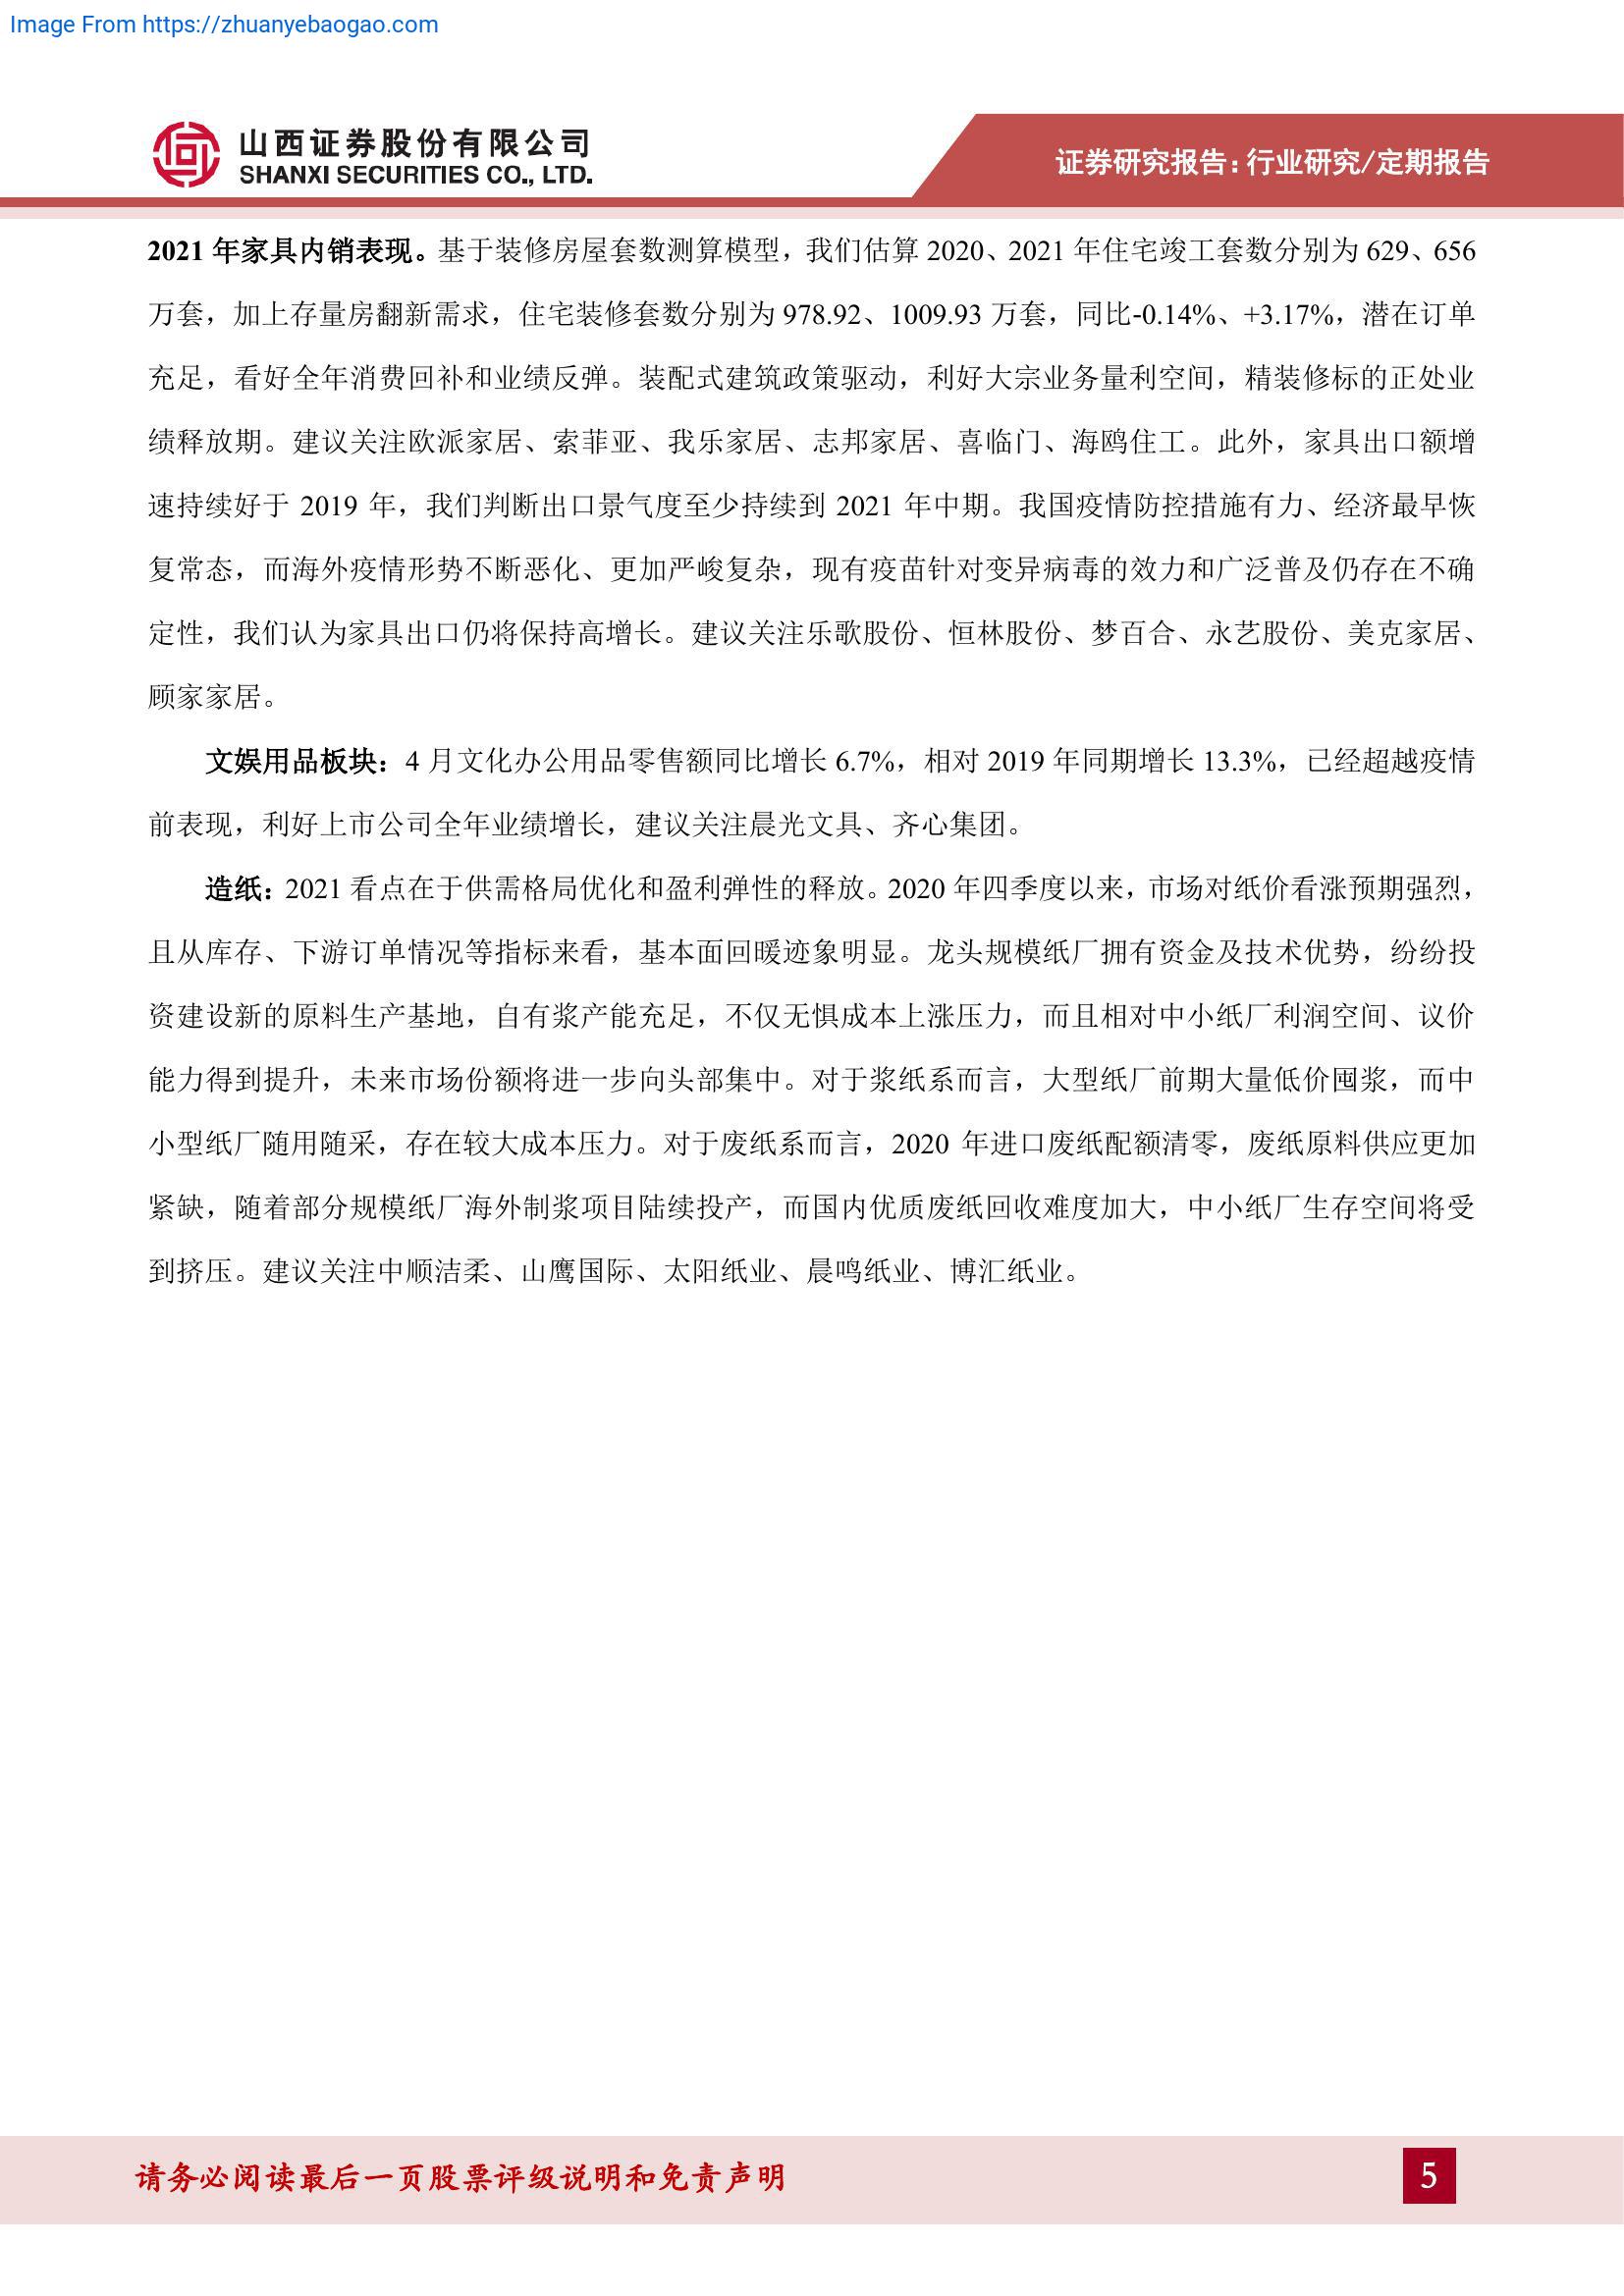 Image From https://zhuanyebaogao.com
山西证券股份有限公司
SHANXI SECURITIES CO., LTD.
证券研究报告：行业研究/定期报告
2021 年家具内销表现。基于装修房屋套数测算模型，我们估算 2020、2021 年住宅竣工套数分别为 629、656
万套，加上存量房翻新需求，住宅装修套数分别为 978.92、1009.93 万套，同比-0.14%、+3.17%，潜在订单
充足，看好全年消费回补和业绩反弹。装配式建筑政策驱动，利好大宗业务量利空间，精装修标的正处业
绩释放期。建议关注欧派家居、索菲亚、我乐家居、志邦家居、喜临门、海鸥住工。此外，家具出口额增
速持续好于 2019 年，我们判断出口景气度至少持续到 2021 年中期。我国疫情防控措施有力、经济最早恢
复常态，而海外疫情形势不断恶化、更加严峻复杂，现有疫苗针对变异病毒的效力和广泛普及仍存在不确
定性，我们认为家具出口仍将保持高增长。建议关注乐歌股份、恒林股份、梦百合、永艺股份、美克家居、
顾家家居。
文娱用品板块：4 月文化办公用品零售额同比增长 6.7%，相对 2019 年同期增长 13.3%，已经超越疫情
前表现，利好上市公司全年业绩增长，建议关注晨光文具、齐心集团。
造纸：2021 看点在于供需格局优化和盈利弹性的释放。2020 年四季度以来，市场对纸价看涨预期强烈，
且从库存、下游订单情况等指标来看，基本面回暖迹象明显。龙头规模纸厂拥有资金及技术优势，纷纷投
资建设新的原料生产基地，自有浆产能充足，不仅无惧成本上涨压力，而且相对中小纸厂利润空间、议价
能力得到提升，未来市场份额将进一步向头部集中。对于浆纸系而言，大型纸厂前期大量低价囤浆，而中
小型纸厂随用随采，存在较大成本压力。对于废纸系而言，2020 年进口废纸配额清零，废纸原料供应更加
紧缺，随着部分规模纸厂海外制浆项目陆续投产，而国内优质废纸回收难度加大，中小纸厂生存空间将受
到挤压。建议关注中顺洁柔、山鹰国际、太阳纸业、晨鸣纸业、博汇纸业。
请务必阅读最后一页股票评级说明和免责声明
5